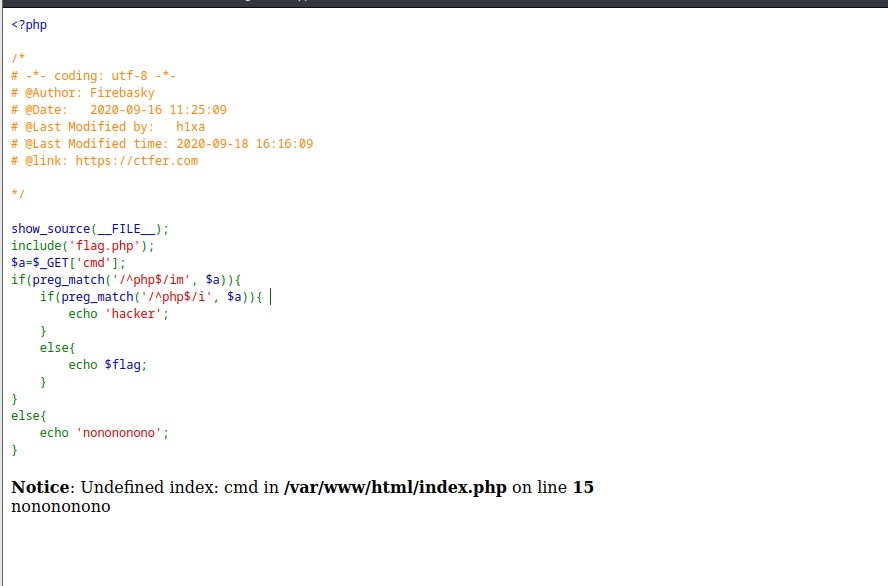 <?php
/*
# -*- coding: utf-8 -*-
# @Author: Firebasky
# @Date:   2020-09-16 11:25:09
# @Last Modified by:   h1xa
# @Last Modified time: 2020-09-18 16:16:09
# @link: https://ctfer.com
*/
show_source(__FILE__);
include('flag.php');
$a=$_GET['cmd'];
if(preg_match('/^php$/im', $a)){
    if(preg_match('/^php$/i', $a)){
        echo 'hacker';
    }
    else{
        echo $flag;
    }
}
else{
    echo 'nonononono';
}
Notice: Undefined index: cmd in /var/www/html/index.php on line 15
nonononono